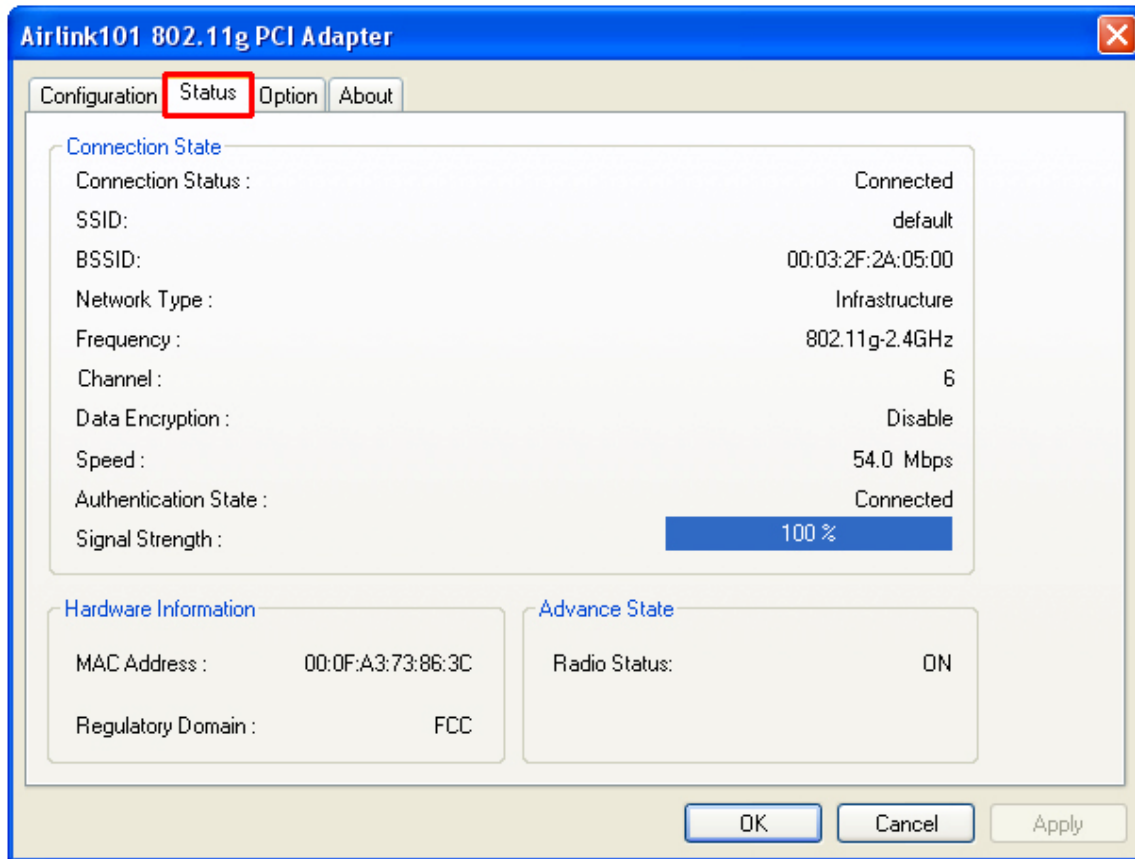 Airlink101 802.11g PCI Adapter
Configuration Status Option About
Connection State
Connection Status : Connected
SSID: default
BSSID: 00:03:2F:2A:05:00
Network Type : Infrastructure
Frequency : 802.11g-2.4GHz
Channel : 6
Data Encryption : Disable
Speed : 54.0 Mbps
Authentication State : Connected
Signal Strength : 100 %
Hardware Information
MAC Address : 00:0F:A3:73:86:3C
Regulatory Domain : FCC
Advance State
Radio Status: ON
OK Cancel Apply